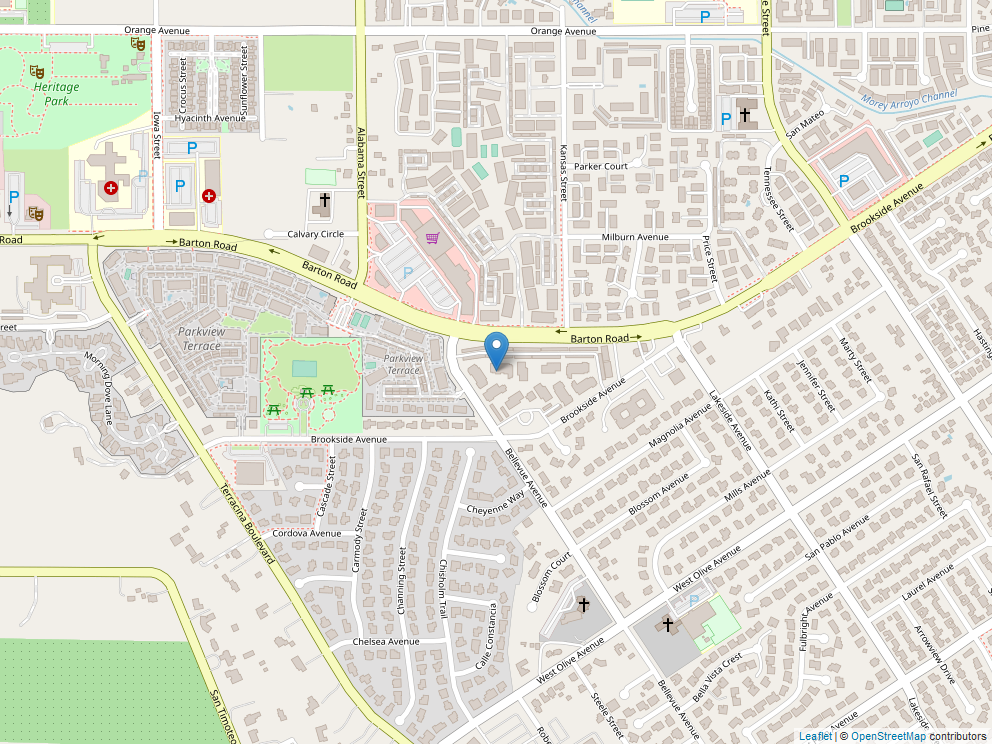 Orange Avenue
Orange Avenue
Pine
Heritage
Park
Crocus Street
Sunflower Street
Hyacinth Avenue
Iowa Street
Alabama Street
Kansas Street
Morey Arroyo Channel
San Mateo
P
P
P
P
P
P
P
P
P
Parker Court
Tennessee Street
Brookside Avenue
Calvary Circle
Milburn Avenue
Price Street
Road
Barton Road
Barton Road
Barton Road
Parkview
Terrace
Parkview
Terrace
Morning Dove Lane
Marty Street
Jennifer Street
Kathi Street
Lakeside Avenue
Brookside Avenue
Magnolia Avenue
Brookside Avenue
Bellevue Avenue
Cascade Street
Mills Avenue
Blossom Avenue
San Rafael Street
Cheyenne Way
Terracina Boulevard
Cordova Avenue
Carmody Street
Channing Street
Chisholm Trail
San Pablo Avenue
West Olive Avenue
Blossom Court
Laurel Avenue
Fulbright Avenue
Arrowview Drive
Calle Constancia
Chelsea Avenue
West Olive Avenue
Bella Vista Crest
Bellevue Avenue
Steele Street
San Timoteo
Lakeside
Avenue
Leaflet | © OpenStreetMap contributors